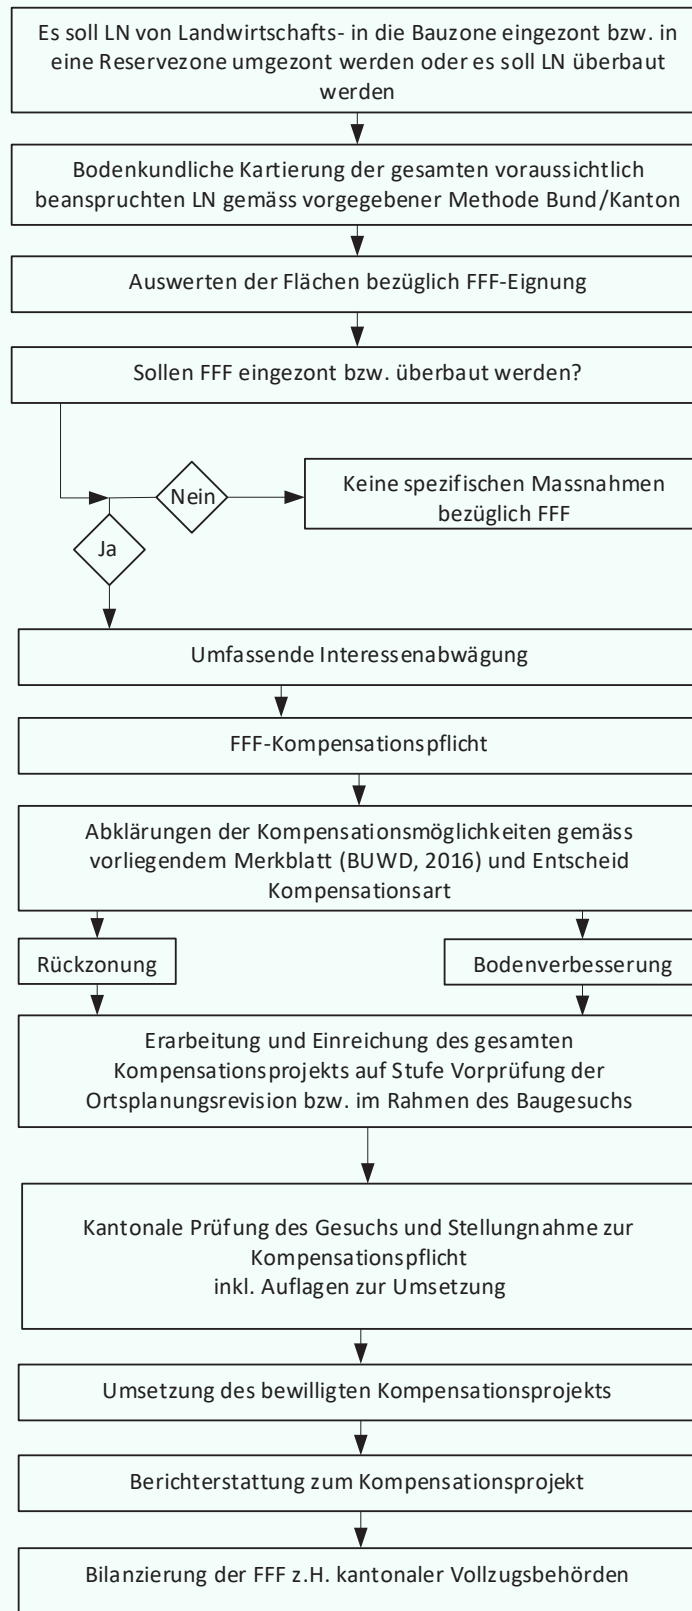 Es soll LN von Landwirtschafts- in die Bauzone eingezont bzw. in
eine Reservezone umgezont werden oder es soll LN überbaut
werden
Bodenkundliche Kartierung der gesamten voraussichtlich
beanspruchten LN gemäss vorgegebener Methode Bund/Kanton
Auswerten der Flächen bezüglich FFF-Eignung
Sollen FFF eingezont bzw. überbaut werden?
Nein
Keine spezifischen Massnahmen
bezüglich FFF
Ja
Umfassende Interessenabwägung
FFF-Kompensationspflicht
Abklärungen der Kompensationsmöglichkeiten gemäss
vorliegendem Merkblatt (BUWD, 2016) und Entscheid
Kompensationsart
Rückzonung
Bodenverbesserung
Erarbeitung und Einreichung des gesamten
Kompensationsprojekts auf Stufe Vorprüfung der
Ortsplanungsrevision bzw. im Rahmen des Baugesuchs
Kantonale Prüfung des Gesuchs und Stellungnahme zur
Kompensationspflicht
inkl. Auflagen zur Umsetzung
Umsetzung des bewilligten Kompensationsprojekts
Berichterstattung zum Kompensationsprojekt
Bilanzierung der FFF z.H. kantonaler Vollzugsbehörden